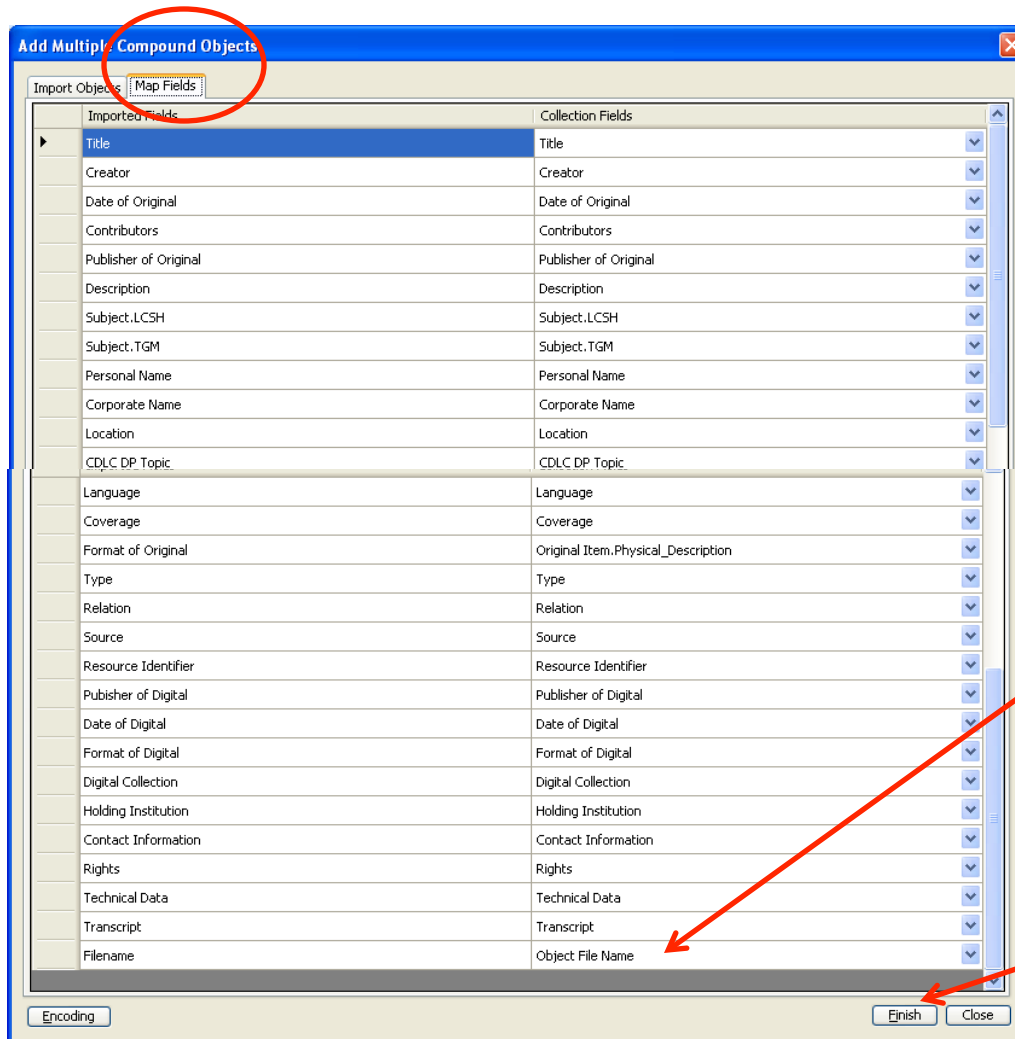 Add Multiple Compound Objects
Import Objects Map Fields
Imported Fields Collection Fields
Title Title
Creator Creator
Date of Original Date of Original
Contributors Contributors
Publisher of Original Publisher of Original
Description Description
Subject.LCSH Subject.LCSH
Subject.TGM Subject.TGM
Personal Name Personal Name
Corporate Name Corporate Name
Location Location
CDLC DP Topic CDLC DP Topic
Language Language
Coverage Coverage
Format of Original Original Item.Physical_Description
Type Type
Relation Relation
Source Source
Resource Identifier Resource Identifier
Pubisher of Digital Publisher of Digital
Date of Digital Date of Digital
Format of Digital Format of Digital
Digital Collection Digital Collection
Holding Institution Holding Institution
Contact Information Contact Information
Rights Rights
Technical Data Technical Data
Transcript Transcript
Filename Object File Name
Encoding Finish Close